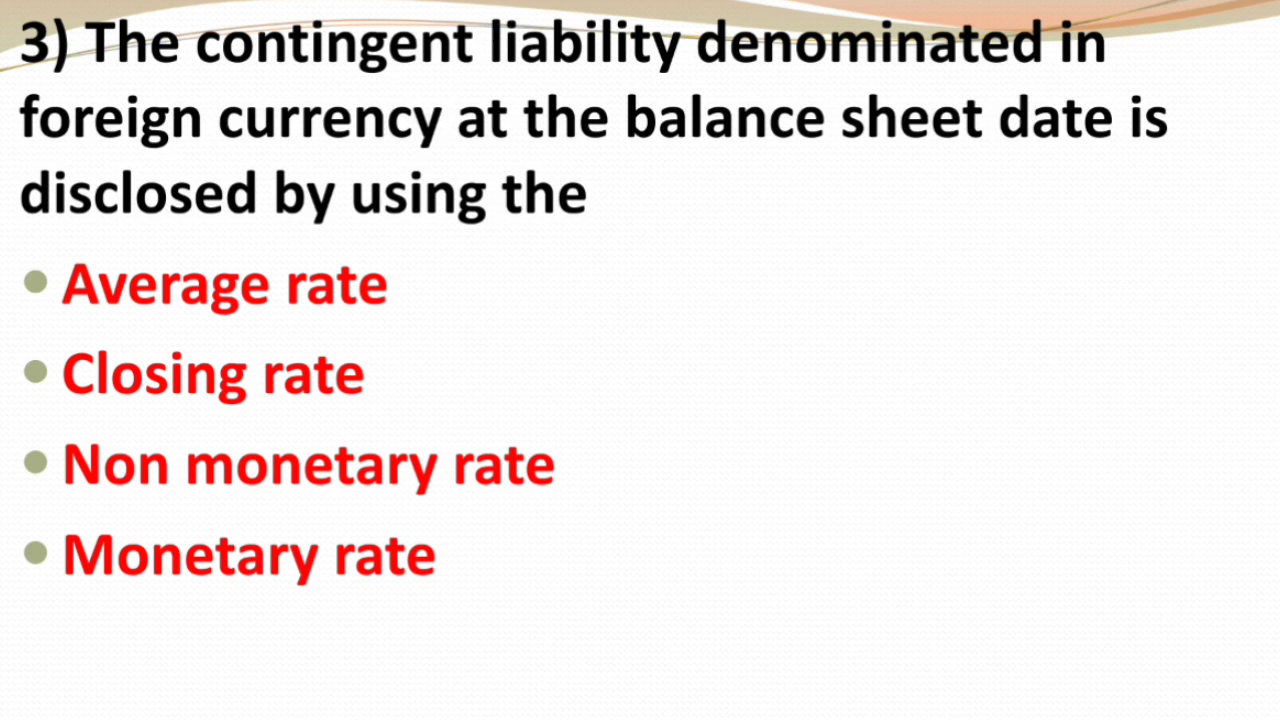 3) The contingent liability denominated in
foreign currency at the balance sheet date is
disclosed by using the
• Average rate
• Closing rate
• Non monetary rate
• Monetary rate